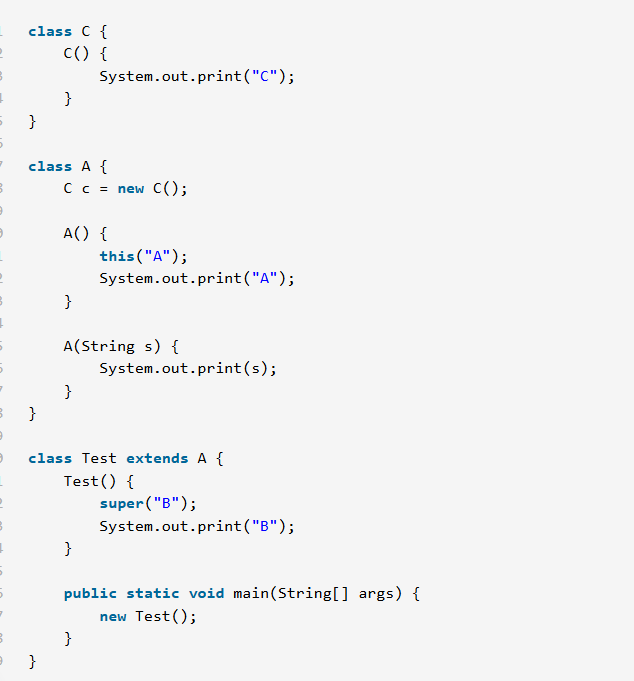 class C {
    C() {
        System.out.print("C");
    }
}

class A {
    C c = new C();

    A() {
        this("A");
        System.out.print("A");
    }

    A(String s) {
        System.out.print(s);
    }
}

class Test extends A {
    Test() {
        super("B");
        System.out.print("B");
    }

    public static void main(String[] args) {
        new Test();
    }
}